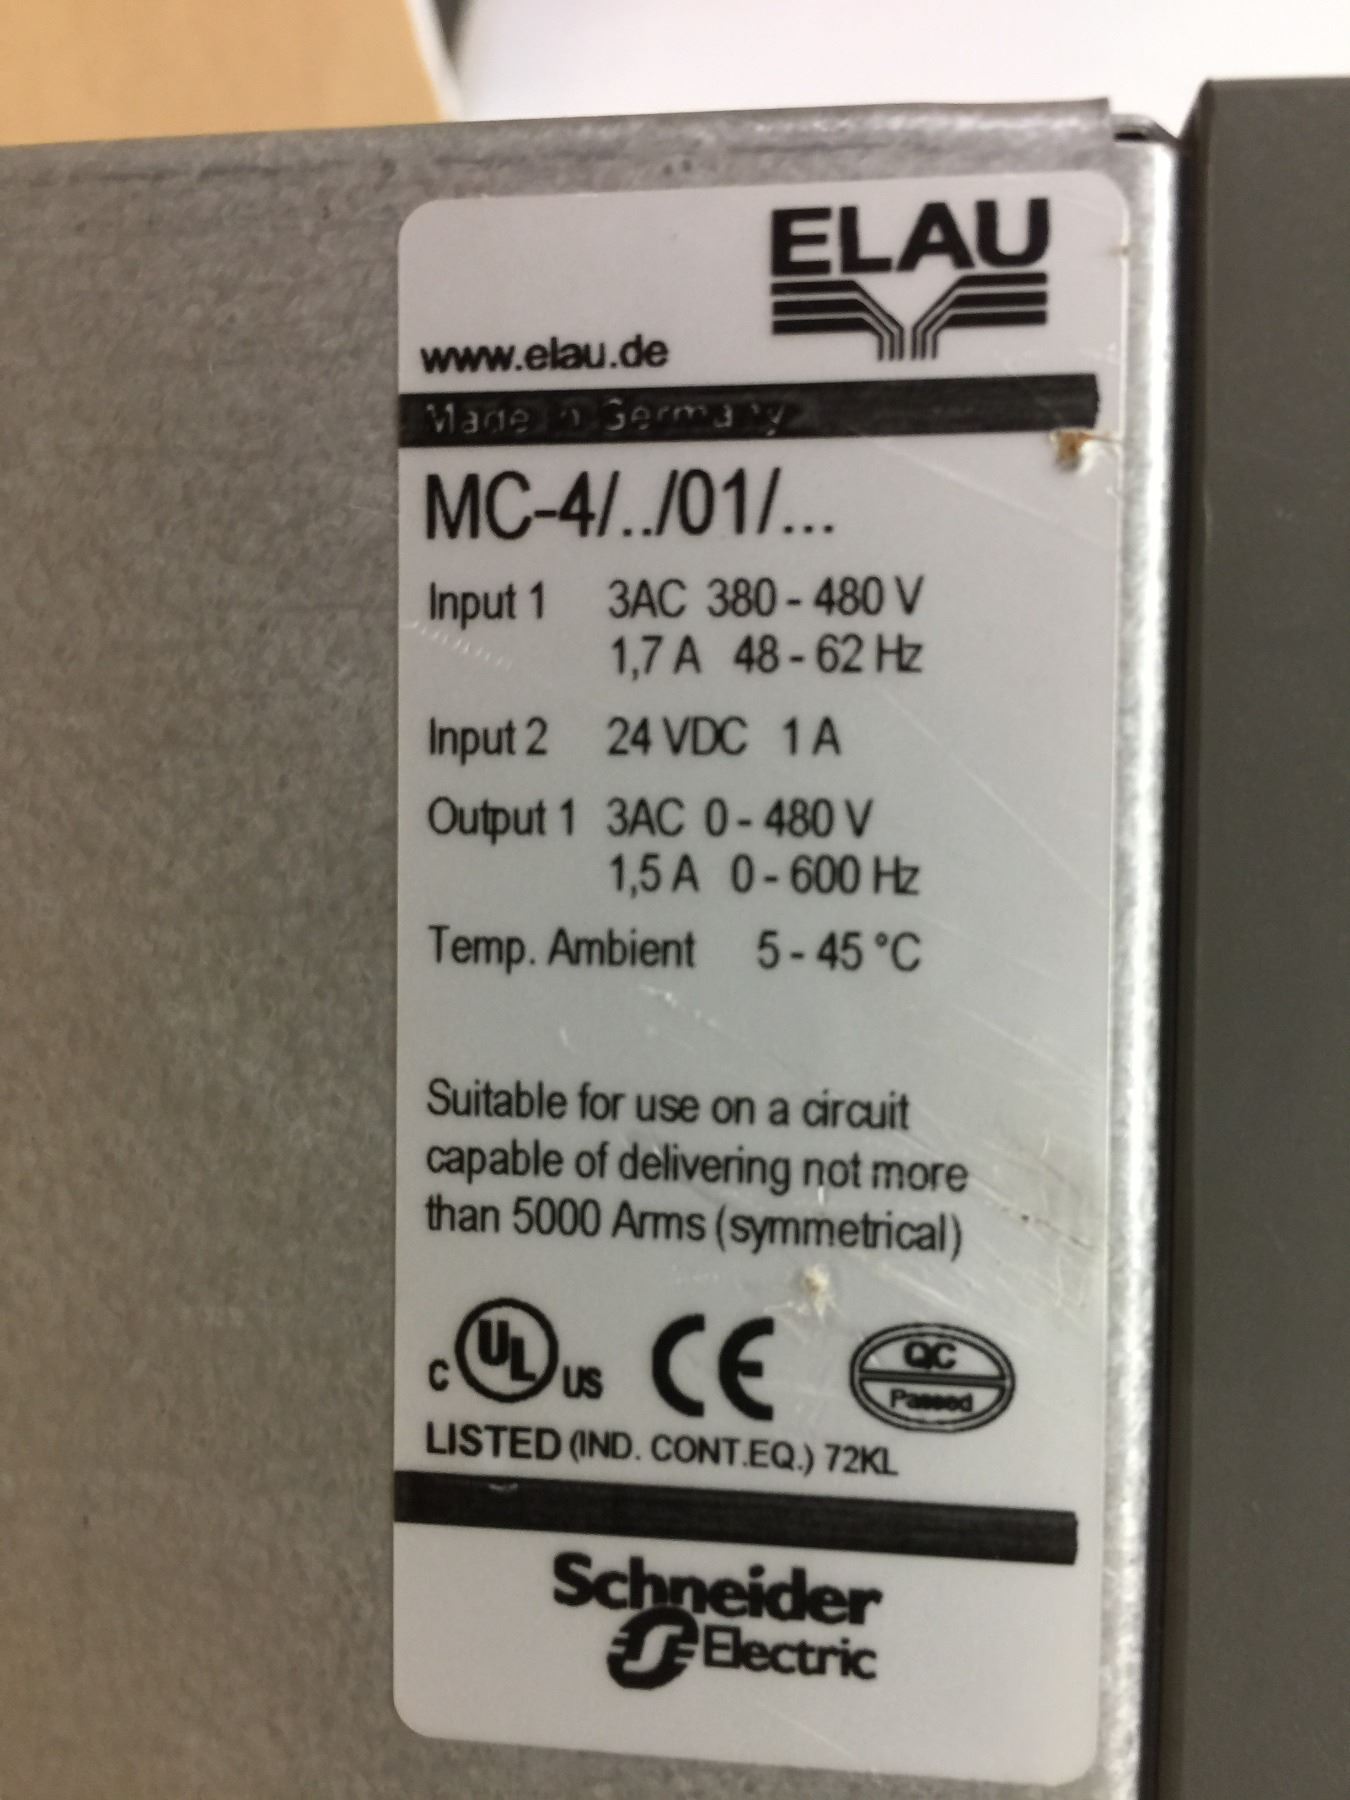 ELAU
www.elau.de
Made in Germany
MC-4/../01/...
Input 1 3AC 380 - 480 V
1,7 A 48 - 62 Hz
Input 2 24 VDC 1 A
Output 1 3AC 0 - 480 V
1,5 A 0 - 600 Hz
Temp. Ambient 5 - 45 °C
Suitable for use on a circuit
capable of delivering not more
than 5000 Arms (symmetrical)
C UL US CE QC
Passed
LISTED (IND. CONT.EQ.) 72KL
Schneider
Electric